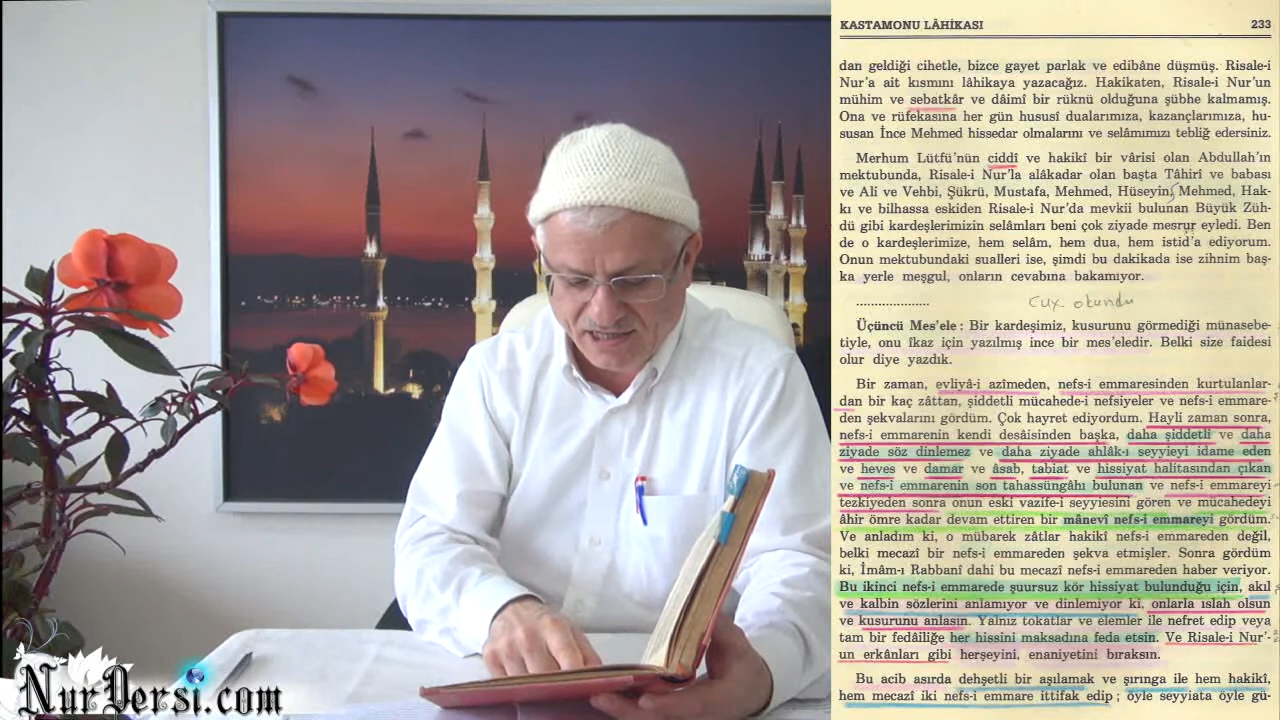 KASTAMONU LÂHİKASI 233
dan geldiği cihetle, bizce gayet parlak ve edibâne düşmüş. Risale-i
Nur'a ait kısmını lâhikaya yazacağız. Hakikaten, Risale-i Nur'un
mühim ve sebatkâr ve dâimî bir rüknü olduğuna şübhe kalmamış.
Ona ve rüfekasına her gün hususî dualarımıza, kazançlarımıza, hu-
susan İnce Mehmed hissedar olmalarını ve selâmımızı tebliğ edersiniz.
Merhum Lütfü'nün ciddî ve hakikî bir vârisi olan Abdullah'ın
mektubunda, Risale-i Nur'la alâkadar olan başta Tâhirî ve babası
ve Ali ve Vehbi, Şükrü, Mustafa, Mehmed, Hüseyin, Mehmed, Hak-
kı ve bilhassa eskiden Risale-i Nur'da mevkii bulunan Büyük Züh-
dü gibi kardeşlerimizin selâmları beni çok ziyade mesrur eyledi. Ben
de o kardeşlerimize, hem selâm, hem dua, hem istid'a ediyorum.
Onun mektubundaki sualleri ise, şimdi bu dakikada ise zihnim baş-
ka yerle meşgul, onların cevabına bakamıyor.
.................... okundu
Üçüncü Mes'ele : Bir kardeşimiz, kusurunu görmediği münasebe-
tiyle, onu îkaz için yazılmış ince bir mes'eledir. Belki size faidesi
olur diye yazdık.
Bir zaman, evliyâ-i azîmeden, nefs-i emmaresinden kurtulanlar-
dan bir kaç zâttan, şiddetli mücahede-i nefsiyeler ve nefs-i emmare-
den şekvalarını gördüm. Çok hayret ediyordum. Hayli zaman sonra,
nefs-i emmarenin kendi desâisinden başka, daha şiddetli ve daha
ziyade söz dinlemez ve daha ziyade ahlâk-ı seyyieyi idame eden
ve heves ve damar ve âsab, tabiat ve hissiyat halitasından çıkan
ve nefs-i emmarenin son tahassüngâhı bulunan ve nefs-i emmareyi
tezkiyeden sonra onun eski vazife-i seyyiesini gören ve mücahedeyi
âhir ömre kadar devam ettiren bir mânevî nefs-i emmareyi gördüm.
Ve anladım ki, o mübarek zâtlar hakikî nefs-i emmareden değil,
belki mecazî bir nefs-i emmareden şekva etmişler. Sonra gördüm
ki, İmâm-ı Rabbanî dahi bu mecazî nefs-i emmareden haber veriyor.
Bu ikinci nefs-i emmarede şuursuz kör hissiyat bulunduğu için, akıl
ve kalbin sözlerini anlamıyor ve dinlemiyor ki, onlarla ıslah olsun
ve kusurunu anlasın. Yalnız tokatlar ve elemler ile nefret edip veya
tam bir fedâiliğe her hissini maksadına feda etsin. Ve Risale-i Nur'-
un erkânları gibi herşeyini, enaniyetini bıraksın.
Bu acib asırda dehşetli bir aşılamak ve şırınga ile hem hakikî,
hem mecazî iki nefs-i emmare ittifak edip ; öyle seyyiata öyle gü-
NurDersi.com